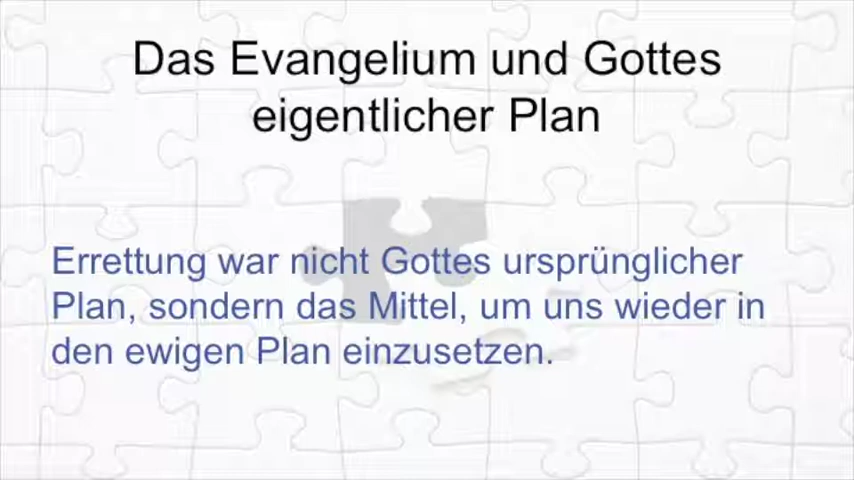 Das Evangelium und Gottes
eigentlicher Plan
Errettung war nicht Gottes ursprünglicher
Plan, sondern das Mittel, um uns wieder in
den ewigen Plan einzusetzen.